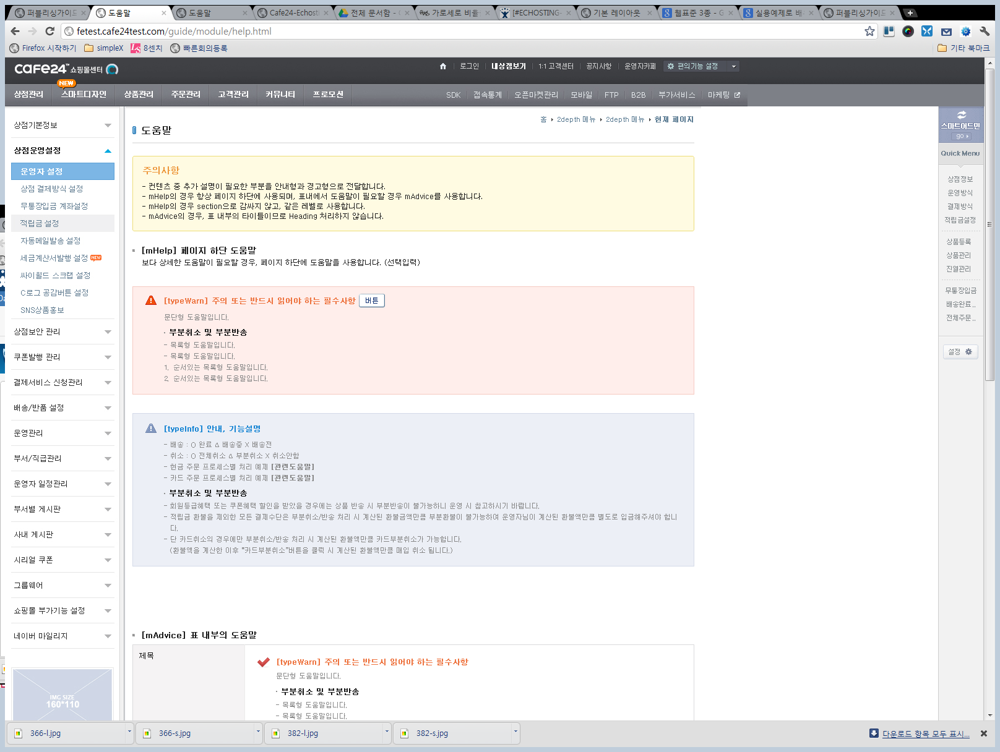 퍼블리싱가이드
도움말
도움말
Cafe24-Echosti
전체 문서함 -
가로세로 비율
[#ECHOSTING-
기본 레이아웃
웹표준 3종 - G
실용예제로 배
퍼블리싱가이드
fetest.cafe24test.com/guide/module/help.html
Firefox 시작하기
simpleX
8센치
빠른회의등록
기타 북마크
CAFE24 쇼핑몰센터
로그인
내상점보기
1:1 고객센터
공지사항
운영자카페
편의기능 설정
상점관리
NEW
스마트디자인
상품관리
주문관리
고객관리
커뮤니티
프로모션
SDK
접속통계
오픈마켓관리
모바일
FTP
B2B
부가서비스
마케팅
상점기본정보
상점운영설정
운영자 설정
상점 결제방식 설정
무통장입금 계좌설정
적립금 설정
자동메일발송 설정
세금계산서발행 설정 NEW
싸이월드 스크랩 설정
C로그 공감버튼 설정
SNS상품홍보
상점보안 관리
쿠폰발행 관리
결제서비스 신청관리
배송/반품 설정
운영관리
부서/직급관리
운영자 일정관리
부서별 게시판
사내 게시판
시리얼 쿠폰
그룹웨어
쇼핑몰 부가기능 설정
네이버 마일리지
IMG SIZE
160*110
홈 2depth 메뉴 2depth 메뉴 현재 페이지
도움말
주의사항
- 컨텐츠 중 추가 설명이 필요한 부분을 안내형과 경고형으로 전달합니다.
- mHelp의 경우 항상 페이지 하단에 사용되며, 표내에서 도움말이 필요할 경우 mAdvice를 사용합니다.
- mHelp의 경우 section으로 감싸지 않고, 같은 레벨로 사용합니다.
- mAdvice의 경우, 표 내부의 타이틀이므로 Heading 처리하지 않습니다.
[mHelp] 페이지 하단 도움말
보다 상세한 도움말이 필요할 경우, 페이지 하단에 도움말을 사용합니다. (선택입력)
[typeWarn] 주의 또는 반드시 읽어야 하는 필수사항 버튼
문단형 도움말입니다.
· 부분취소 및 부분반송
- 목록형 도움말입니다.
- 목록형 도움말입니다.
1. 순서있는 목록형 도움말입니다.
2. 순서있는 목록형 도움말입니다.
[typeInfo] 안내, 기능설명
- 배송 : O 완료 Δ 배송중 X 배송전
- 취소 : O 전체취소 Δ 부분취소 X 취소안함
- 현금 주문 프로세스별 처리 예제 [관련도움말]
- 카드 주문 프로세스별 처리 예제 [관련도움말]
· 부분취소 및 부분반송
- 회원등급혜택 또는 쿠폰혜택 할인을 받았을 경우에는 상품 반송 시 부분반송이 불가능하니 운영 시 참고하시기 바랍니다.
- 적립금 환불을 제외한 모든 결제수단은 부분취소/반송 처리 시 계산된 환불금액만큼 부분환불이 불가능하여 운영자님이 계산된 환불액만큼 별도로 입금해주셔야 합니
다.
- 단 카드취소의 경우에만 부분취소/반송 처리 시 계산된 환불액만큼 카드부분취소가 가능합니다.
(환불액을 계산한 이후 “카드부분취소”버튼을 클릭 시 계산된 환불액만큼 매입 취소 됩니다.)
[mAdvice] 표 내부의 도움말
제목
[typeWarn] 주의 또는 반드시 읽어야 하는 필수사항
문단형 도움말입니다.
· 부분취소 및 부분반송
- 목록형 도움말입니다.
- 목록형 도움말입니다.
스마트어드민
go
Quick Menu
상점정보
운영방식
결제방식
적립금설정
상품등록
상품관리
진열관리
무통장입금
배송완료..
전체주문..
설정
366-l.jpg
366-s.jpg
382-l.jpg
382-s.jpg
다운로드 항목 모두 표시...